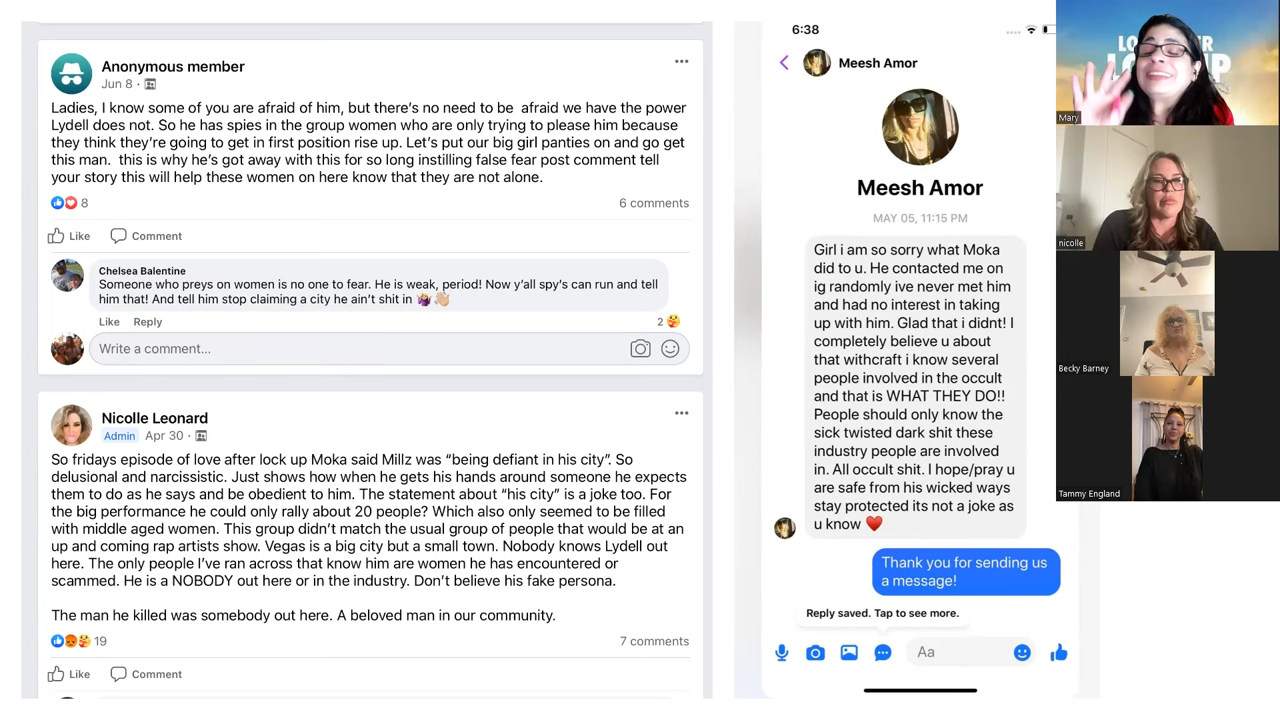 Anonymous member
Jun 8 ·
Ladies, I know some of you are afraid of him, but there's no need to be afraid we have the power
Lydell does not. So he has spies in the group women who are only trying to please him because
they think they're going to get in first position rise up. Let's put our big girl panties on and go get
this man. this is why he's got away with this for so long instilling false fear post comment tell
your story this will help these women on here know that they are not alone.
8
6 comments
Like
Comment
Chelsea Balentine
Someone who preys on women is no one to fear. He is weak, period! Now y'all spy's can run and tell
him that! And tell him stop claiming a city he ain't shit in 🤷🏽‍♀️👋🏼
Like Reply
2
Write a comment...
Nicolle Leonard
Admin Apr 30 ·
So fridays episode of love after lock up Moka said Millz was "being defiant in his city". So
delusional and narcissistic. Just shows how when he gets his hands around someone he expects
them to do as he says and be obedient to him. The statement about "his city" is a joke too. For
the big performance he could only rally about 20 people? Which also only seemed to be filled
with middle aged women. This group didn't match the usual group of people that would be at an
up and coming rap artists show. Vegas is a big city but a small town. Nobody knows Lydell out
here. The only people I've ran across that know him are women he has encountered or
scammed. He is a NOBODY out here or in the industry. Don't believe his fake persona.
The man he killed was somebody out here. A beloved man in our community.
19
7 comments
Like
Comment
6:38
Meesh Amor
Meesh Amor
MAY 05, 11:15 PM
Girl i am so sorry what Moka
did to u. He contacted me on
ig randomly ive never met him
and had no interest in taking
up with him. Glad that i didnt! I
completely believe u about
that withcraft i know several
people involved in the occult
and that is WHAT THEY DO!!
People should only know the
sick twisted dark shit these
industry people are involved
in. All occult shit. I hope/pray u
are safe from his wicked ways
stay protected its not a joke as
u know ❤️
Thank you for sending us
a message!
Reply saved. Tap to see more.
Aa
Mary
nicolle
Becky Barney
Tammy England